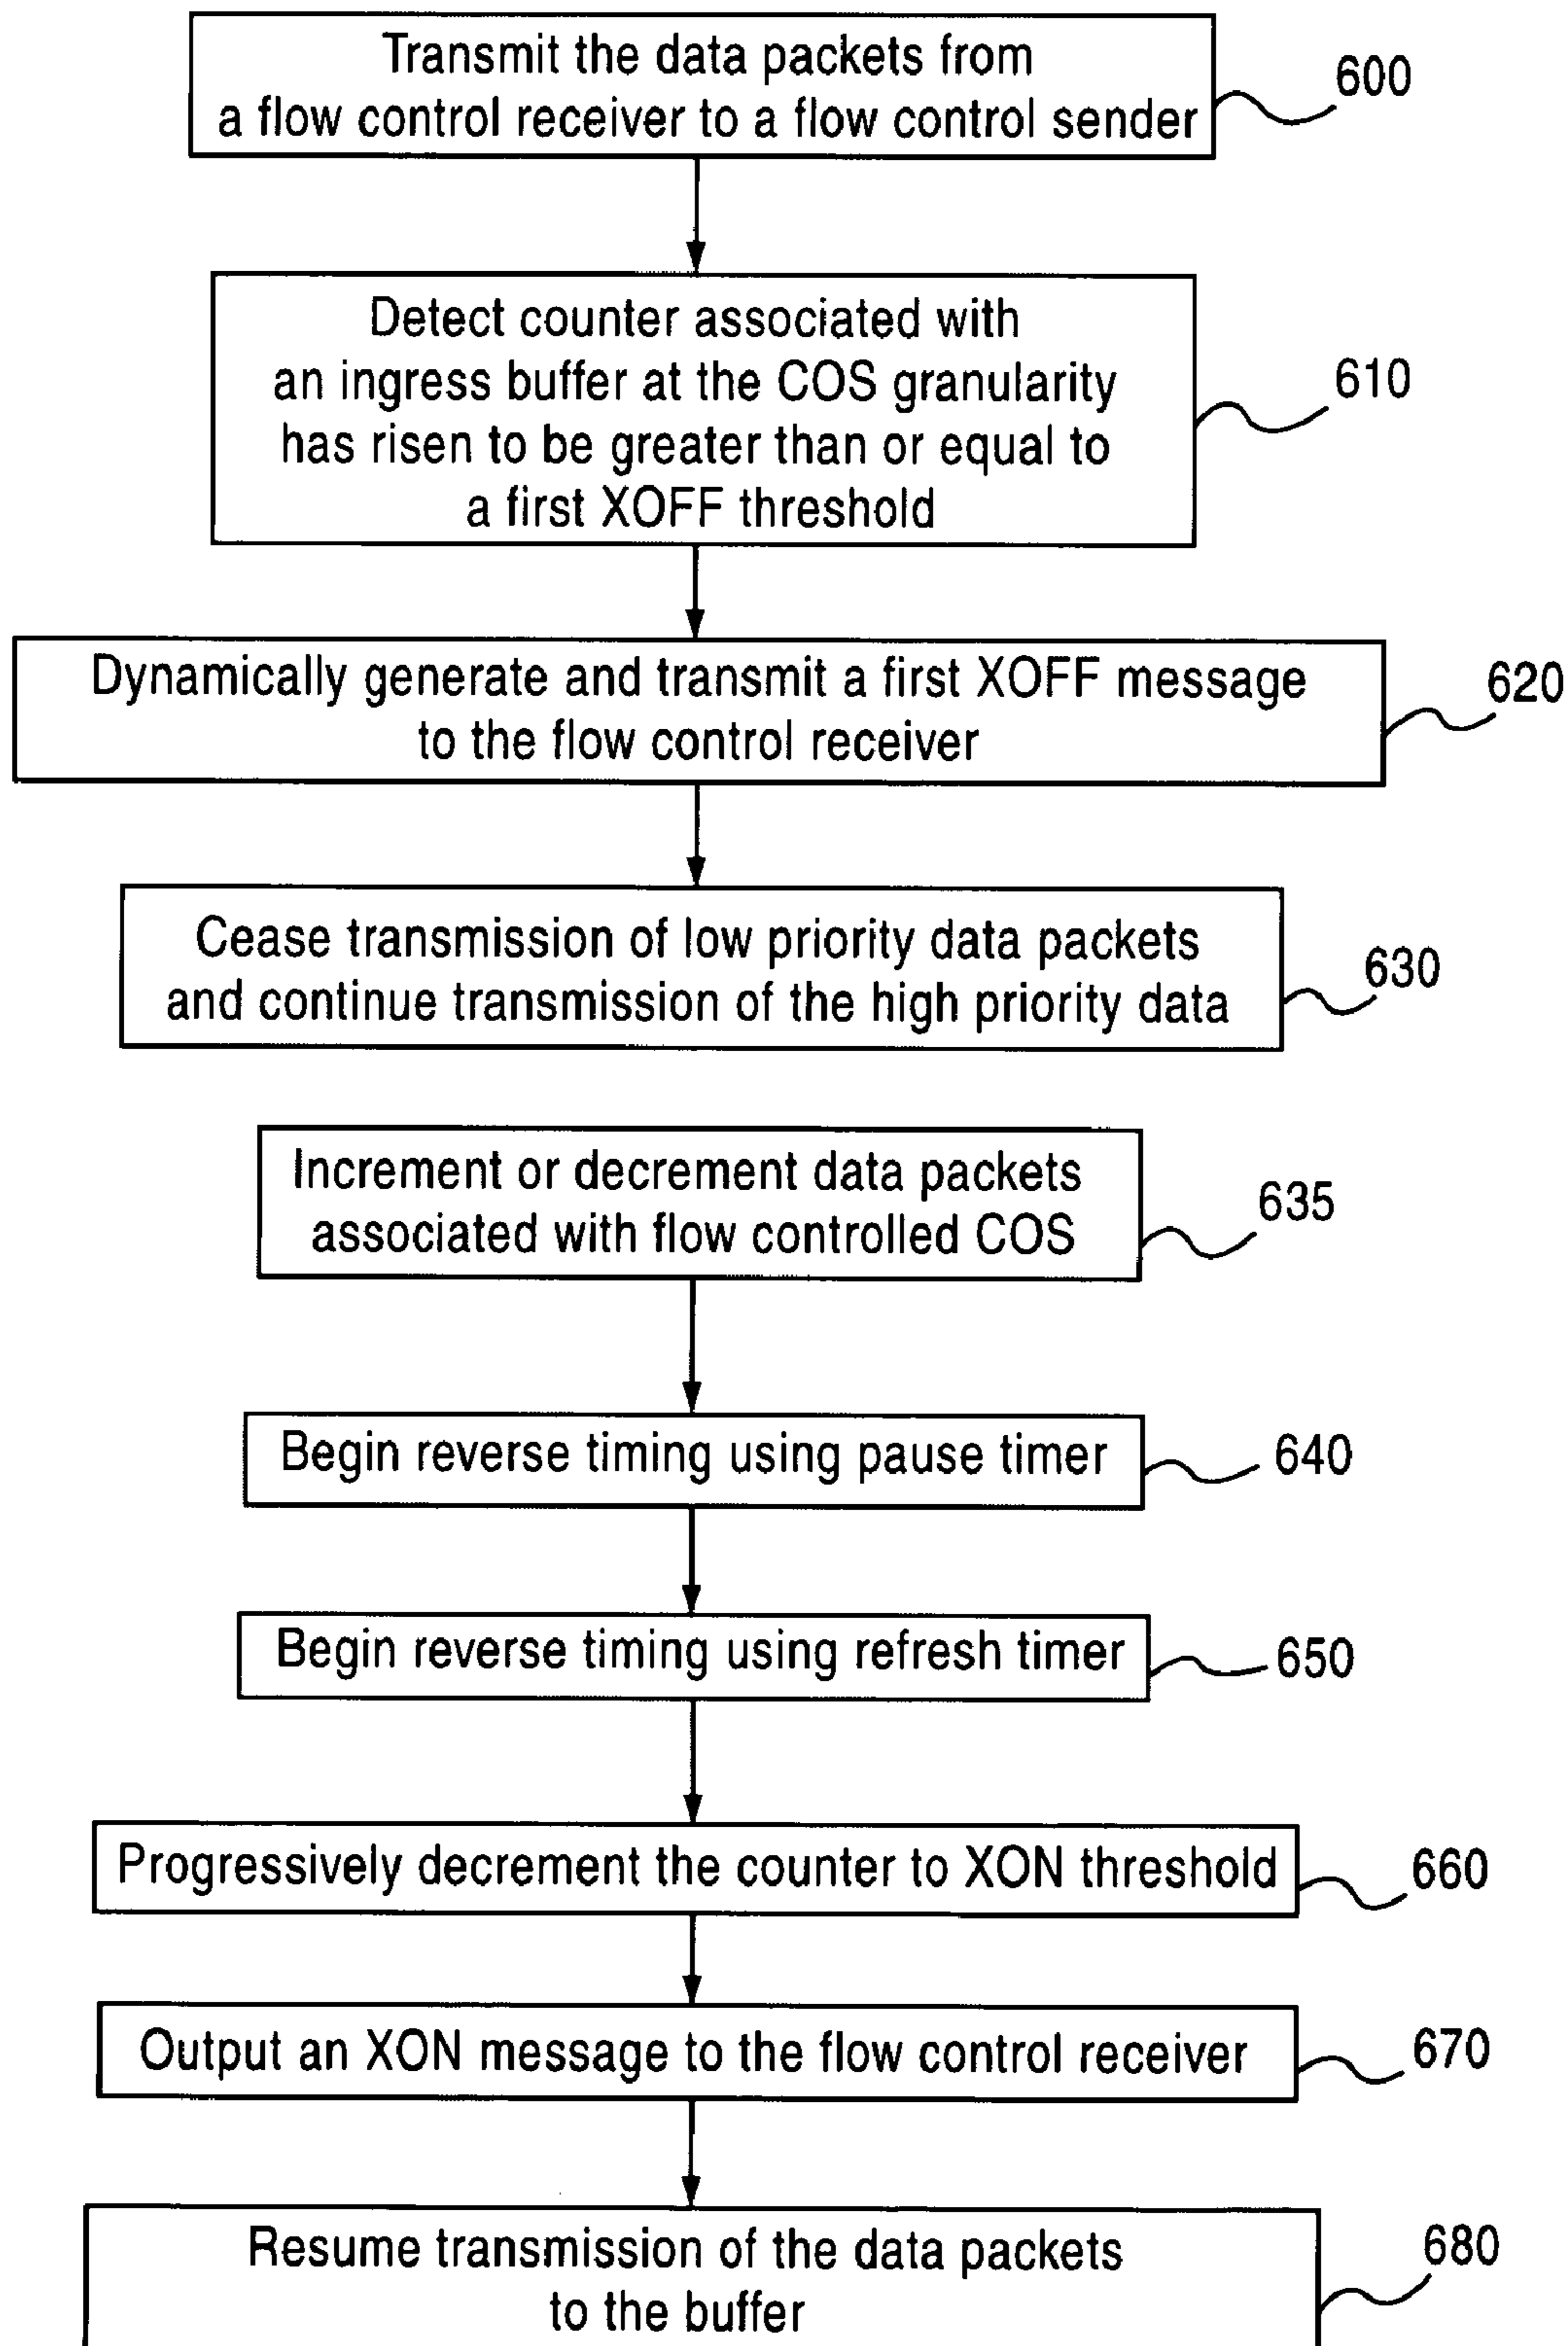 Transmit the data packets from
a flow control receiver to a flow control sender
600
Detect counter associated with
an ingress buffer at the COS granularity
has risen to be greater than or equal to
a first XOFF threshold
610
Dynamically generate and transmit a first XOFF message
to the flow control receiver
620
Cease transmission of low priority data packets
and continue transmission of the high priority data
630
Increment or decrement data packets
associated with flow controlled COS
635
Begin reverse timing using pause timer
640
Begin reverse timing using refresh timer
650
Progressively decrement the counter to XON threshold
660
Output an XON message to the flow control receiver
670
Resume transmission of the data packets
to the buffer
680